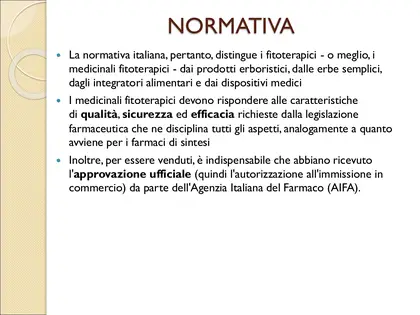 NORMATIVA
• La normativa italiana, pertanto, distingue i fitoterapici - o meglio, i
medicinali fitoterapici - dai prodotti erboristici, dalle erbe semplici,
dagli integratori alimentari e dai dispositivi medici
• I medicinali fitoterapici devono rispondere alle caratteristiche
di qualità, sicurezza ed efficacia richieste dalla legislazione
farmaceutica che ne disciplina tutti gli aspetti, analogamente a quanto
avviene per i farmaci di sintesi
• Inoltre, per essere venduti, è indispensabile che abbiano ricevuto
l'approvazione ufficiale (quindi l'autorizzazione all'immissione in
commercio) da parte dell'Agenzia Italiana del Farmaco (AIFA).